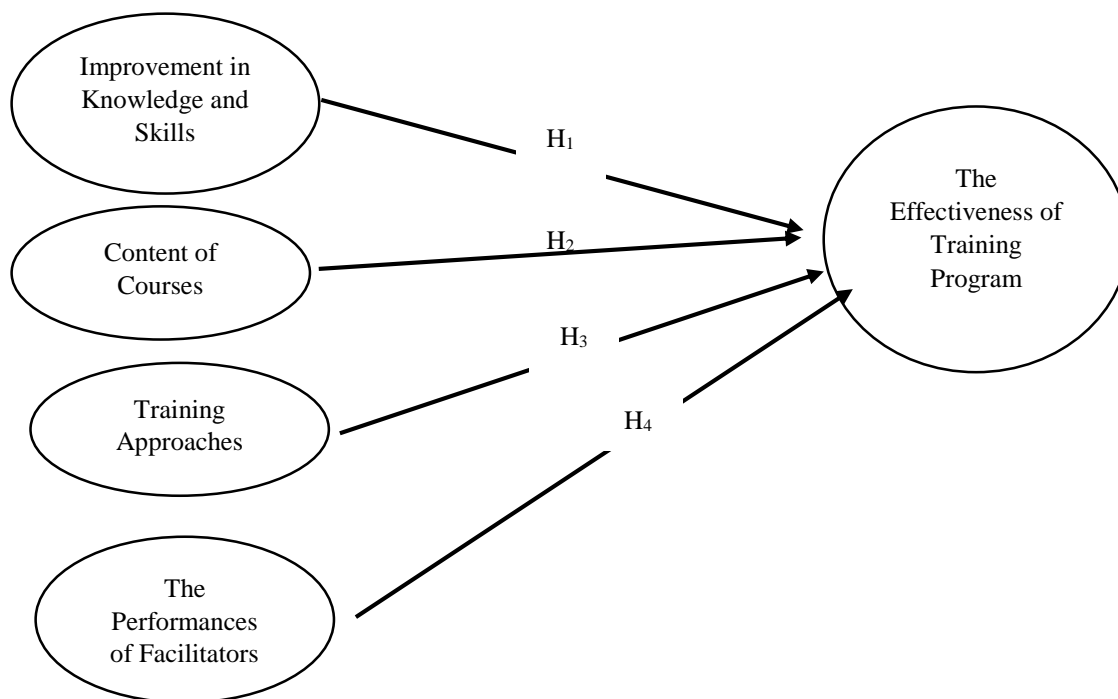 Improvement in
Knowledge and
Skills
H₁
The
Effectiveness of
Training
Program
Content of
Courses
H₂
H₃
Training
Approaches
H₄
The
Performances
of Facilitators